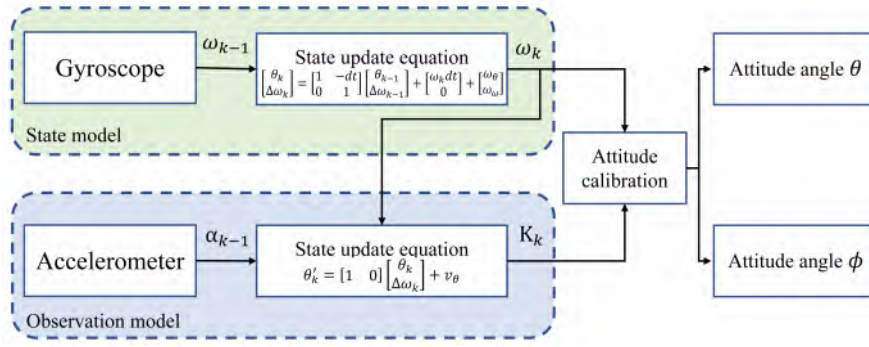 Gyroscope
ω_{k−1}
State update equation
[θ_k Δω_k] = [1 −dt 0 1] [θ_{k−1} Δω_{k−1}] + [ω_k dt 0] + [ω_θ ω_ω]
ω_k
State model
Accelerometer
α_{k−1}
State update equation
θ′_k = [1 0] [θ_k Δω_k] + v_θ
K_k
Observation model
Attitude
calibration
Attitude angle θ
Attitude angle ϕ